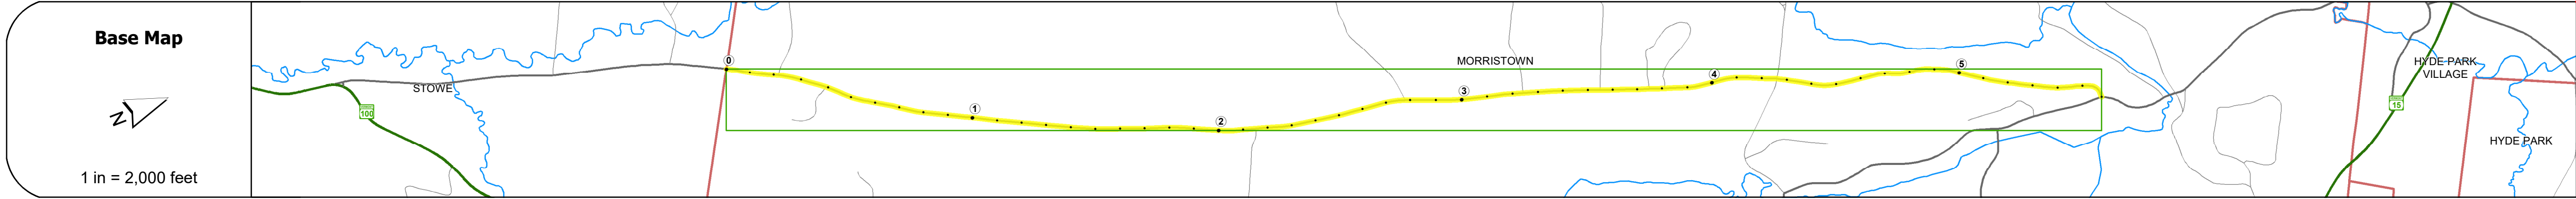 Base Map
N
1 in = 2,000 feet
STOWE
100
0
1
2
MORRISTOWN
3
4
5
HYDE PARK
VILLAGE
15
HYDE PARK